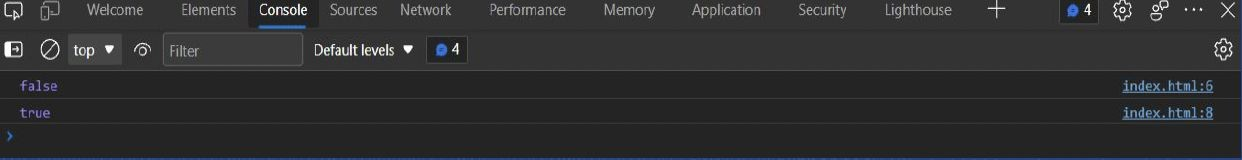 Welcome Elements Console Sources Network Performance Memory Application Security Lighthouse 4
top Filter Default levels 4
false index.html:6
true index.html:8